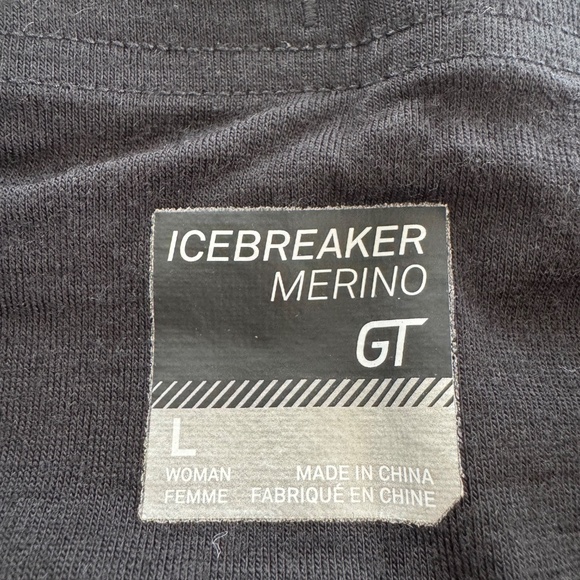 ICEBREAKER
MERINO
GT
L
WOMAN MADE IN CHINA
FEMME FABRIQUÉ EN CHINE